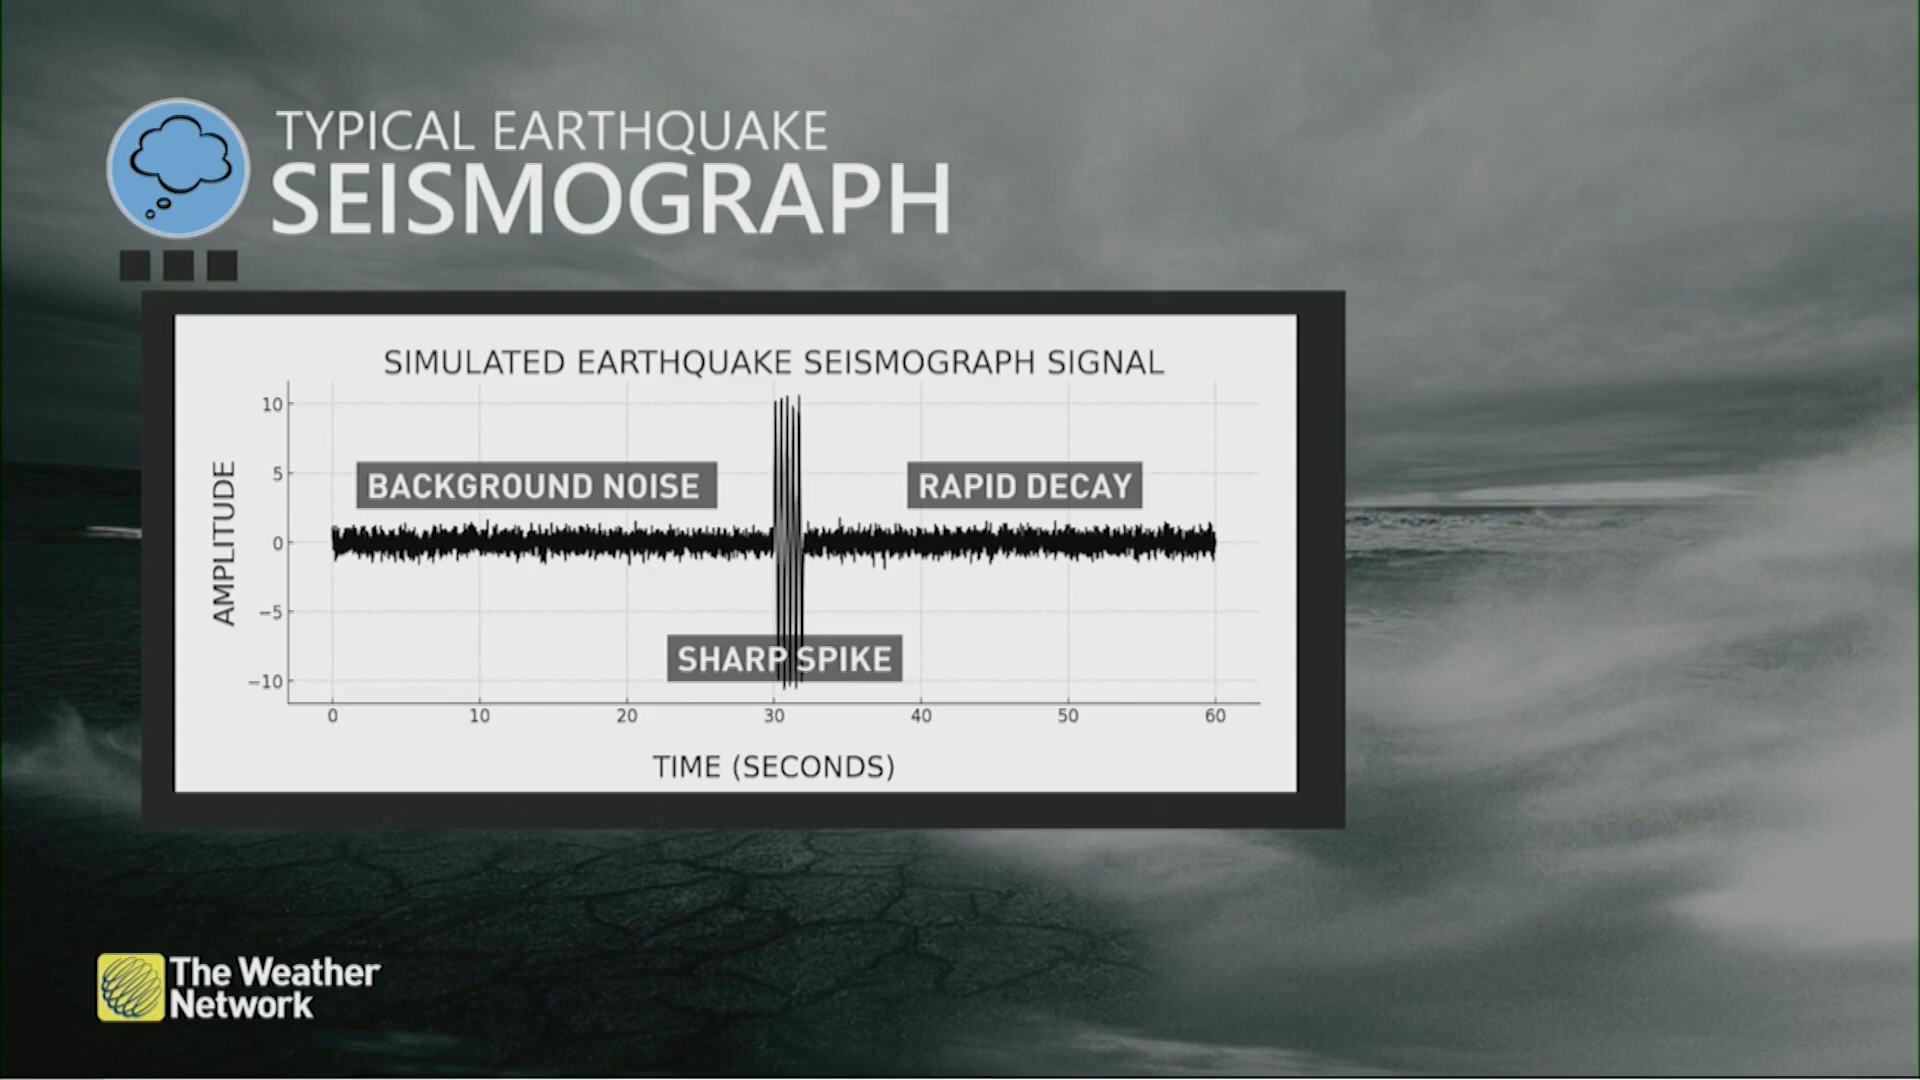 TYPICAL EARTHQUAKE
SEISMOGRAPH
SIMULATED EARTHQUAKE SEISMOGRAPH SIGNAL
10
5
0
−5
−10
AMPLITUDE
BACKGROUND NOISE
RAPID DECAY
SHARP SPIKE
0 10 20 30 40 50 60
TIME (SECONDS)
The Weather
Network